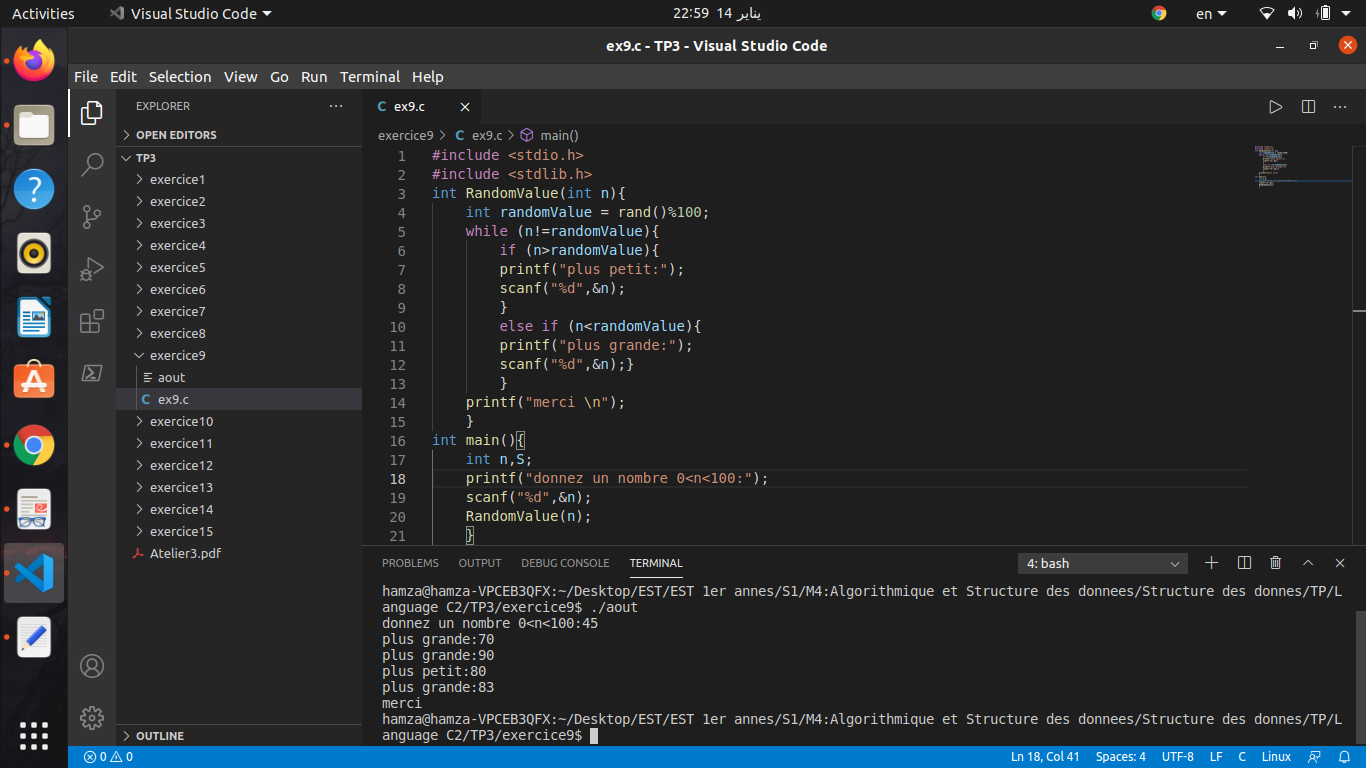 Activities
Visual Studio Code
22:59 14 يناير
en
ex9.c - TP3 - Visual Studio Code
File Edit Selection View Go Run Terminal Help
EXPLORER
OPEN EDITORS
TP3
exercice1
exercice2
exercice3
exercice4
exercice5
exercice6
exercice7
exercice8
exercice9
aout
C ex9.c
exercice10
exercice11
exercice12
exercice13
exercice14
exercice15
Atelier3.pdf
OUTLINE
C ex9.c
exercice9 > C ex9.c > main()
1 #include <stdio.h>
2 #include <stdlib.h>
3 int RandomValue(int n){
4 int randomValue = rand()%100;
5 while (n!=randomValue){
6 if (n>randomValue){
7 printf("plus petit:");
8 scanf("%d",&n);
9 }
10 else if (n<randomValue){
11 printf("plus grande:");
12 scanf("%d",&n);}
13 }
14 printf("merci \n");
15 }
16 int main(){
17 int n,S;
18 printf("donnez un nombre 0<n<100:");
19 scanf("%d",&n);
20 RandomValue(n);
21 }
PROBLEMS OUTPUT DEBUG CONSOLE TERMINAL
4: bash
hamza@hamza-VPCEB3QFX:~/Desktop/EST/EST 1er annes/S1/M4:Algorithmique et Structure des donnees/Structure des donnes/TP/L
anguage C2/TP3/exercice9$ ./aout
donnez un nombre 0<n<100:45
plus grande:70
plus grande:90
plus petit:80
plus grande:83
merci
hamza@hamza-VPCEB3QFX:~/Desktop/EST/EST 1er annes/S1/M4:Algorithmique et Structure des donnees/Structure des donnes/TP/L
anguage C2/TP3/exercice9$
0 0
Ln 18, Col 41 Spaces: 4 UTF-8 LF C Linux